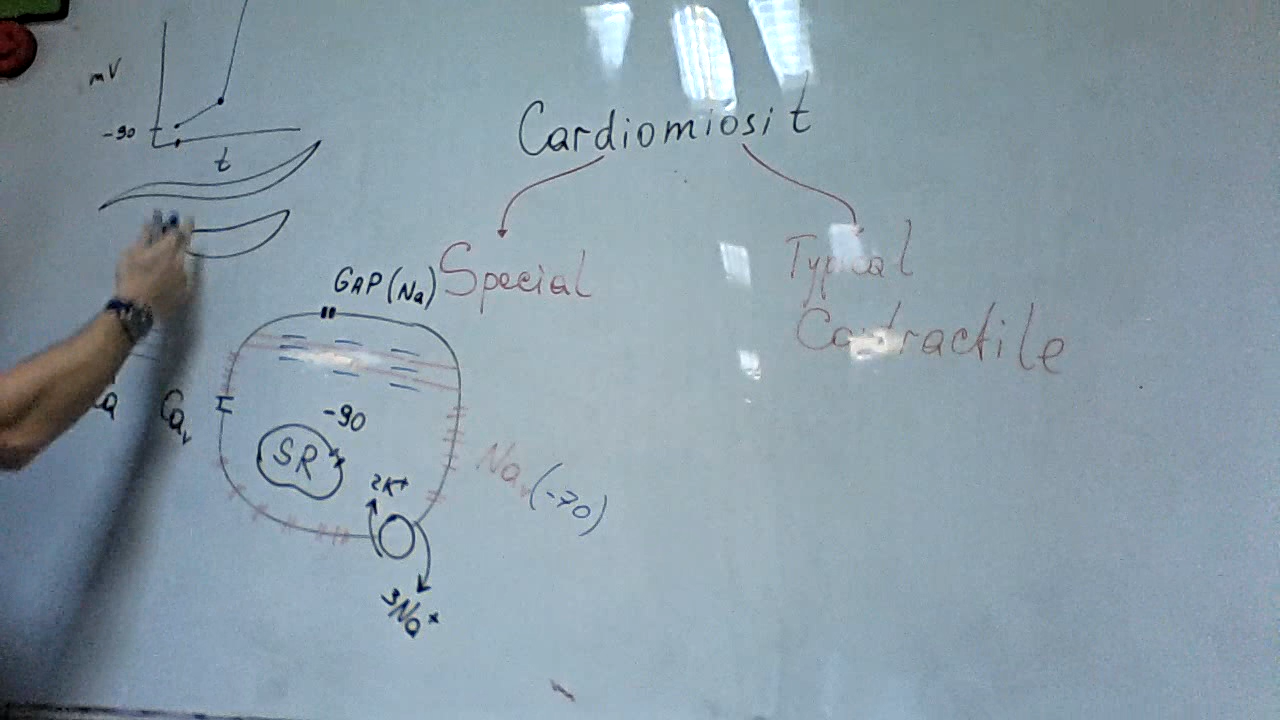 mV
-90
t
Cardiomiosit
Special
Typical
Contractile
GAP (Na)
Cav
-90
SR
2K+
Nav (-70)
3Na+